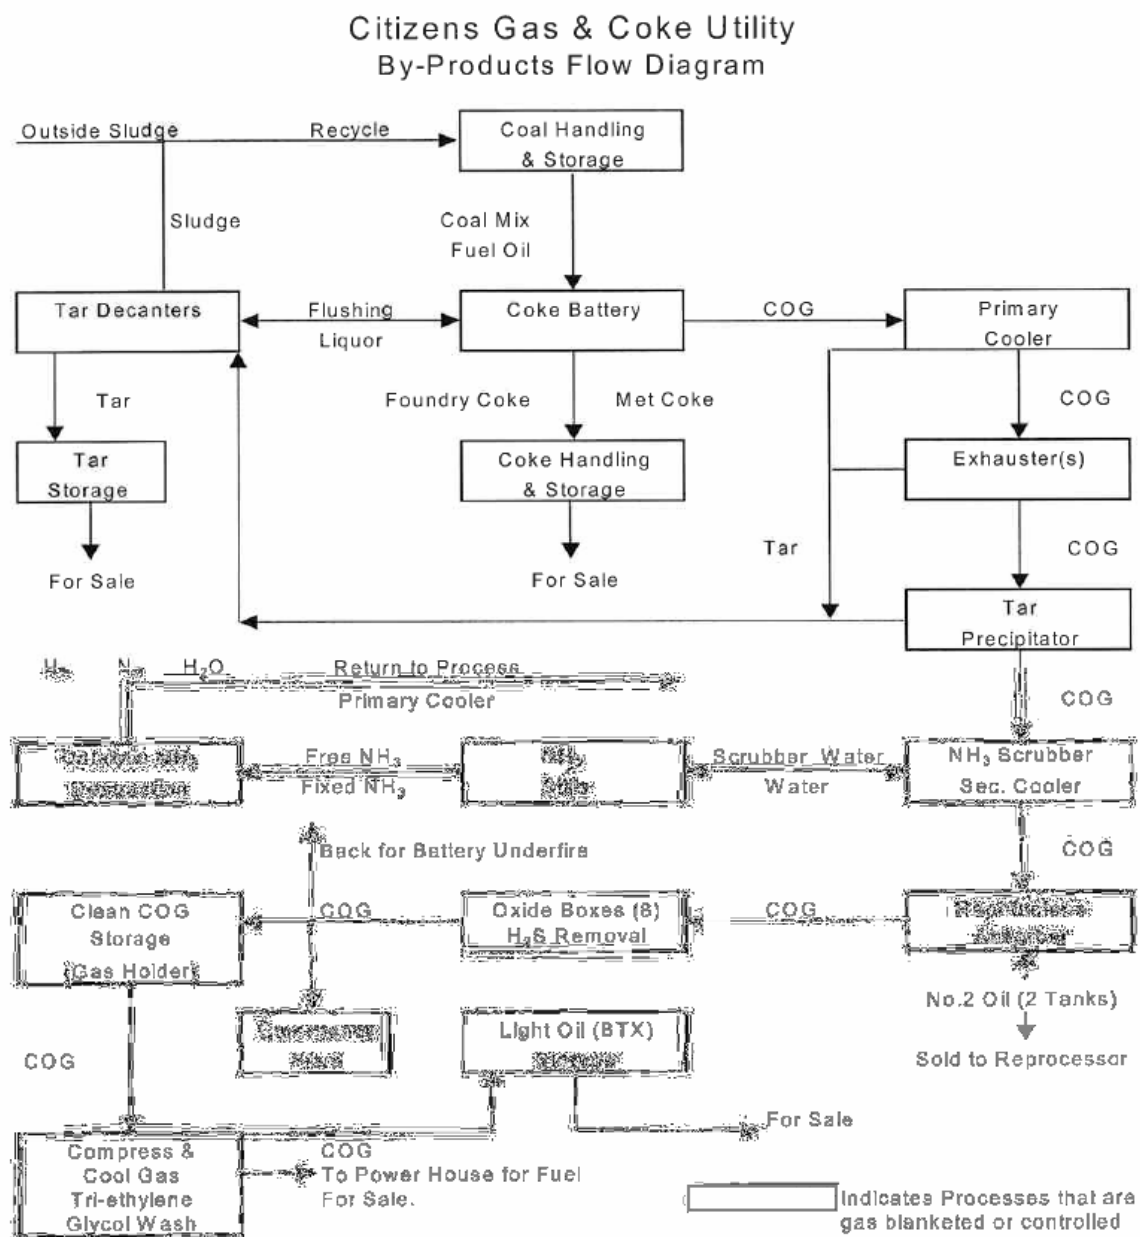 Citizens Gas & Coke Utility
By-Products Flow Diagram
Outside Sludge
Recycle
Coal Handling
& Storage
Sludge
Coal Mix
Fuel Oil
Tar Decanters
Flushing
Liquor
Coke Battery
COG
Primary
Cooler
Tar
Foundry Coke
Met Coke
COG
Tar
Storage
Coke Handling
& Storage
Exhauster(s)
For Sale
For Sale
Tar
COG
Tar
Precipitator
H₂O
Return to Process
Primary Cooler
COG
Free NH₃
Fixed NH₃
Scrubber Water
Water
NH₃ Scrubber
Sec. Cooler
Back for Battery Underfire
COG
Clean COG
Storage
Gas Holder
COG
Oxide Boxes (8)
H₂S Removal
COG
No.2 Oil (2 Tanks)
Light Oil (BTX)
COG
Sold to Reprocessor
For Sale
Compress &
Cool Gas
Tri-ethylene
Glycol Wash
COG
To Power House for Fuel
For Sale.
Indicates Processes that are
gas blanketed or controlled